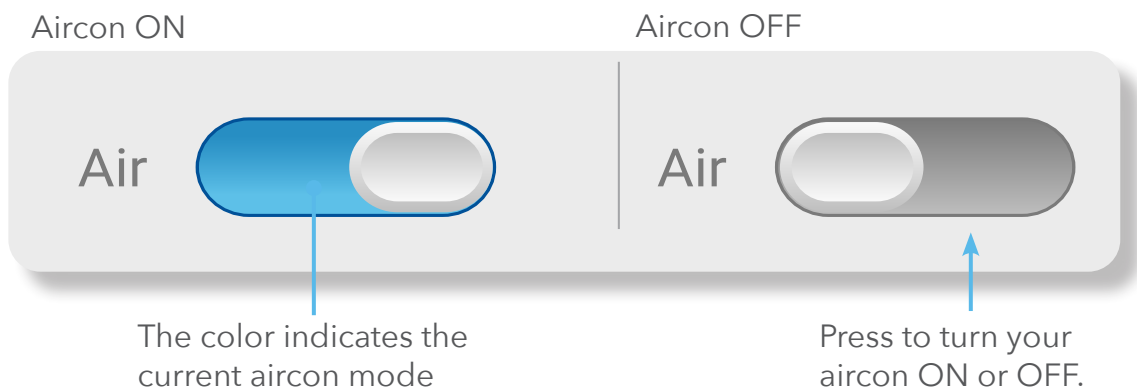 Aircon ON
Aircon OFF
Air
Air
The color indicates the
current aircon mode
Press to turn your
aircon ON or OFF.